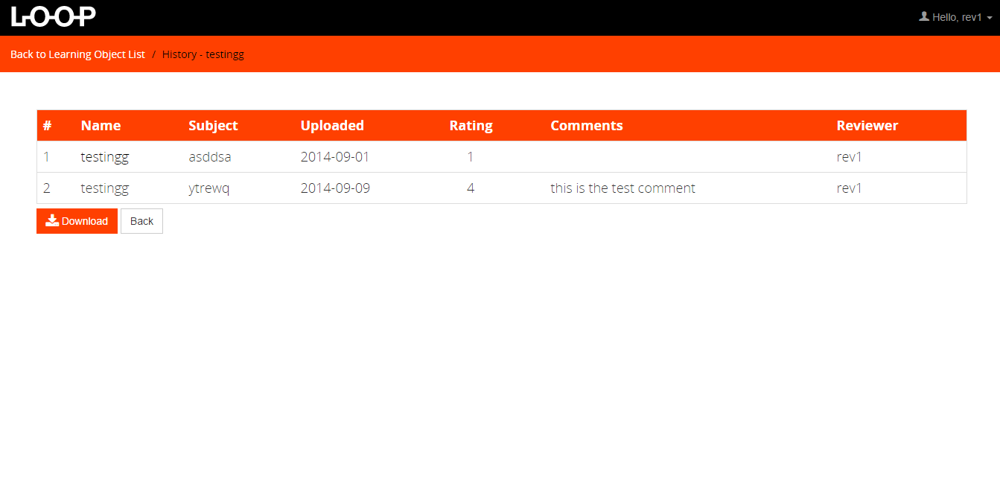 LOOP
Hello, rev1
Back to Learning Object List / History - testingg
# Name Subject Uploaded Rating Comments Reviewer
1 testingg asddsa 2014-09-01 1 rev1
2 testingg ytrewq 2014-09-09 4 this is the test comment rev1
Download Back